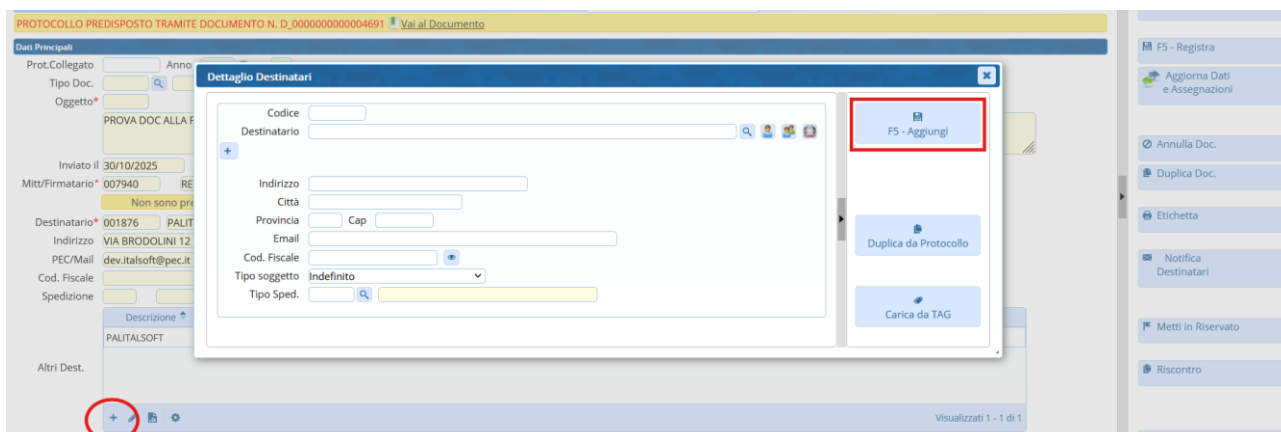 PROTOCOLLO PREDISPOSTO TRAMITE DOCUMENTO N. D_0000000000004691 Vai al Documento
Dati Principali
Prot.Collegato Anno
Tipo Doc.
Oggetto*
PROVA DOC ALLA
Inviato il 30/10/2025
Mitt/Firmatario* 007940 RE
Non sono pre
Destinatario* 001876 PALIT
Indirizzo VIA BRODOLINI 12
PEC/Mail dev.italsoft@pec.it
Cod. Fiscale
Spedizione
Descrizione
PALITALSOFT
Altri Dest.
Visualizzati 1 - 1 di 1
Dettaglio Destinatari
Codice
Destinatario
Indirizzo
Città
Provincia Cap
Email
Cod. Fiscale
Tipo soggetto Indefinito
Tipo Sped.
F5 - Aggiungi
Duplica da Protocollo
Carica da TAG
F5 - Registra
Aggiorna Dati
e Assegnazioni
Annulla Doc.
Duplica Doc.
Etichetta
Notifica
Destinatari
Metti in Riservato
Riscontro